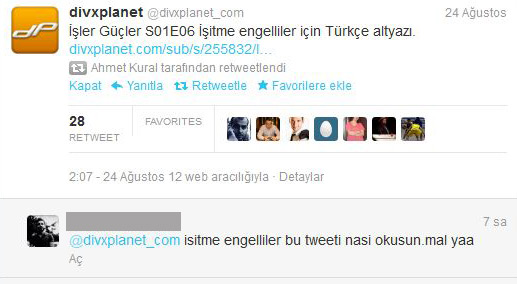 divxplanet @divxplanet_com 24 Ağustos
İşler Güçler S01E06 İşitme engelliler için Türkçe altyazı.
divxplanet.com/sub/s/255832/I...
Ahmet Kural tarafından retweetlendi
Kapat Yanıtla Retweetle Favorilere ekle
28 FAVORITES
RETWEET
2:07 - 24 Ağustos 12 web aracılığıyla · Detaylar
7 sa
@divxplanet_com isitme engelliler bu tweeti nasi okusun.mal yaa
Aç